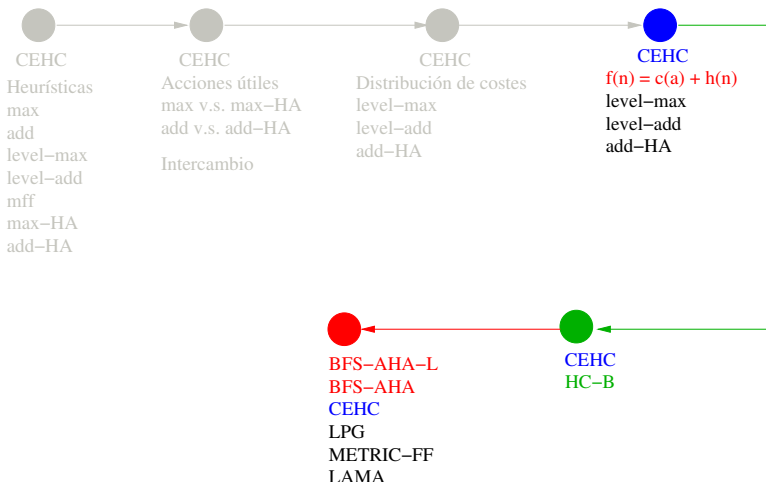 CEHC
Heurísticas
max
add
level−max
level−add
mff
max−HA
add−HA
CEHC
Acciones útiles
max v.s. max−HA
add v.s. add−HA
Intercambio
CEHC
Distribución de costes
level−max
level−add
add−HA
CEHC
f(n) = c(a) + h(n)
level−max
level−add
add−HA
BFS−AHA−L
BFS−AHA
CEHC
LPG
METRIC−FF
LAMA
CEHC
HC−B